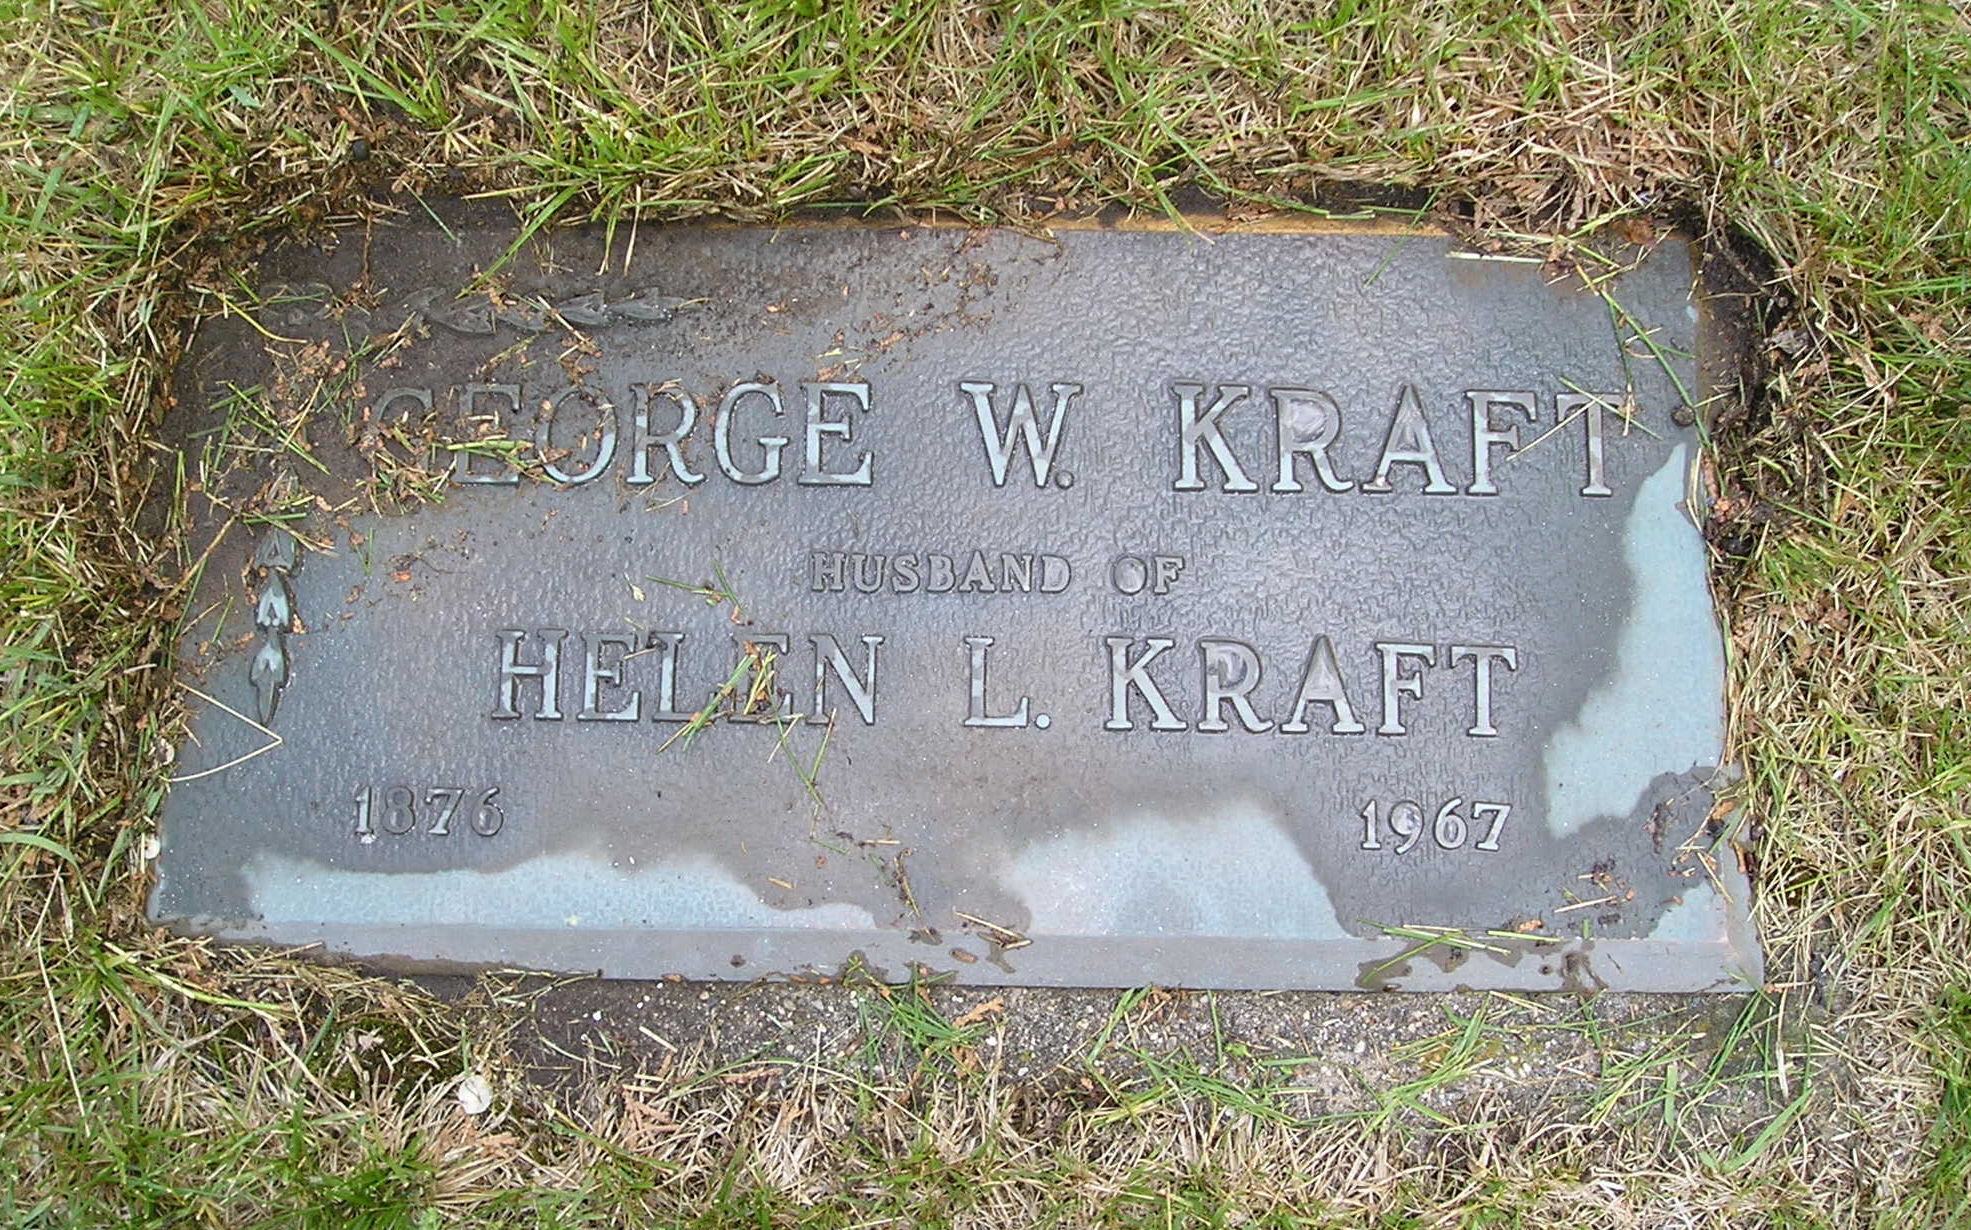 GEORGE W. KRAFT
HUSBAND OF
HELEN L. KRAFT
1876 1967